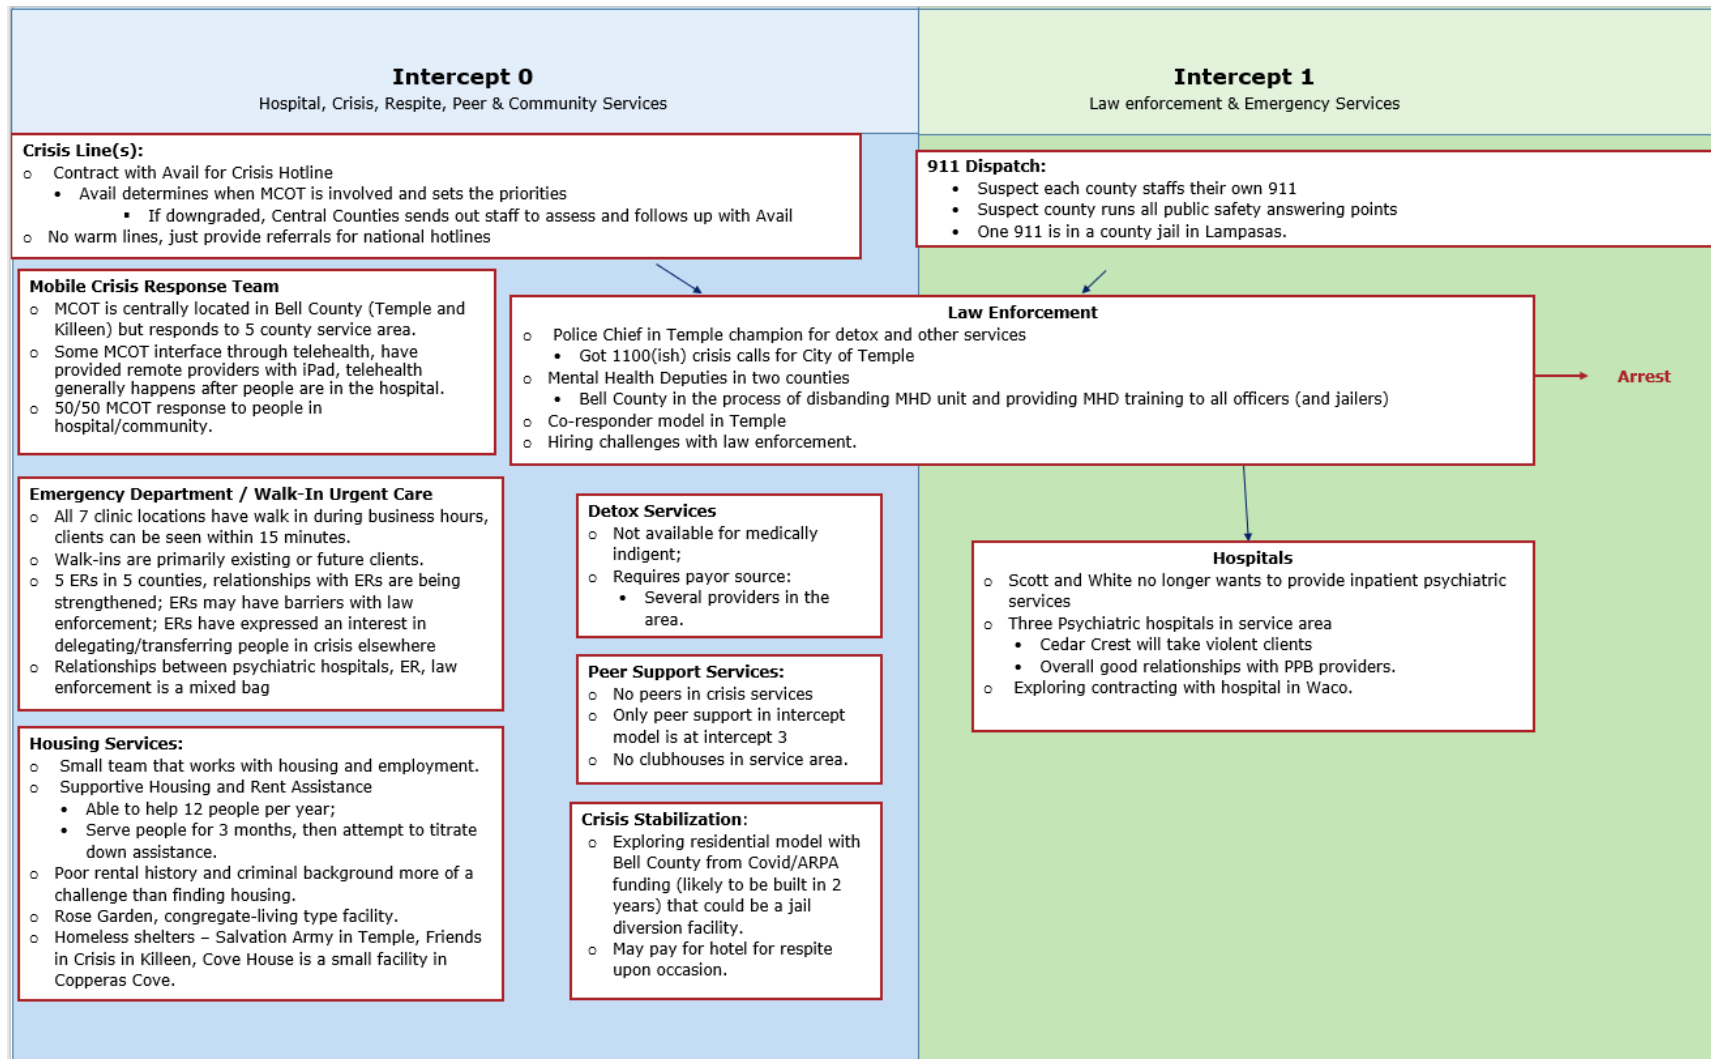 Intercept 0
Hospital, Crisis, Respite, Peer & Community Services
Intercept 1
Law enforcement & Emergency Services
Crisis Line(s):
o Contract with Avail for Crisis Hotline
• Avail determines when MCOT is involved and sets the priorities
▪ If downgraded, Central Counties sends out staff to assess and follows up with Avail
o No warm lines, just provide referrals for national hotlines
911 Dispatch:
• Suspect each county staffs their own 911
• Suspect county runs all public safety answering points
• One 911 is in a county jail in Lampasas.
Mobile Crisis Response Team
o MCOT is centrally located in Bell County (Temple and
Killeen) but responds to 5 county service area.
o Some MCOT interface through telehealth, have
provided remote providers with iPad, telehealth
generally happens after people are in the hospital.
o 50/50 MCOT response to people in
hospital/community.
Law Enforcement
o Police Chief in Temple champion for detox and other services
• Got 1100(ish) crisis calls for City of Temple
o Mental Health Deputies in two counties
• Bell County in the process of disbanding MHD unit and providing MHD training to all officers (and jailers)
o Co-responder model in Temple
o Hiring challenges with law enforcement.
Arrest
Emergency Department / Walk-In Urgent Care
o All 7 clinic locations have walk in during business hours,
clients can be seen within 15 minutes.
o Walk-ins are primarily existing or future clients.
o 5 ERs in 5 counties, relationships with ERs are being
strengthened; ERs may have barriers with law
enforcement; ERs have expressed an interest in
delegating/transferring people in crisis elsewhere
o Relationships between psychiatric hospitals, ER, law
enforcement is a mixed bag
Detox Services
o Not available for medically
indigent;
o Requires payor source:
• Several providers in the
area.
Hospitals
o Scott and White no longer wants to provide inpatient psychiatric
services
o Three Psychiatric hospitals in service area
• Cedar Crest will take violent clients
• Overall good relationships with PPB providers.
o Exploring contracting with hospital in Waco.
Peer Support Services:
o No peers in crisis services
o Only peer support in intercept
model is at intercept 3
o No clubhouses in service area.
Housing Services:
o Small team that works with housing and employment.
o Supportive Housing and Rent Assistance
• Able to help 12 people per year;
• Serve people for 3 months, then attempt to titrate
down assistance.
o Poor rental history and criminal background more of a
challenge than finding housing.
o Rose Garden, congregate-living type facility.
o Homeless shelters – Salvation Army in Temple, Friends
in Crisis in Killeen, Cove House is a small facility in
Copperas Cove.
Crisis Stabilization:
o Exploring residential model with
Bell County from Covid/ARPA
funding (likely to be built in 2
years) that could be a jail
diversion facility.
o May pay for hotel for respite
upon occasion.